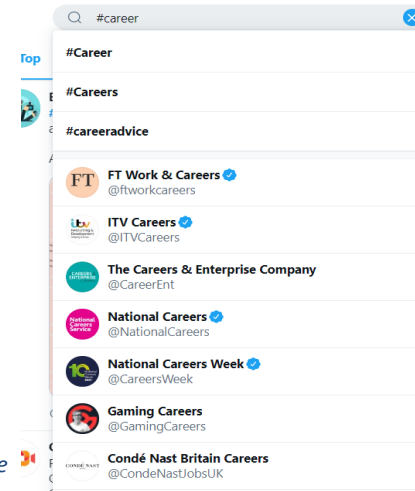 #career
Top
#Career
#Careers
#careeradvice
FT
FT Work & Careers
@ftworkcareers
itv
ITV Careers
@ITVCareers
CAREERS
ENTERPRISE
The Careers & Enterprise Company
@CareerEnt
National
Careers
Service
National Careers
@NationalCareers
10
National Careers Week
@CareersWeek
Gaming Careers
@GamingCareers
CONDÉ NAST
Condé Nast Britain Careers
@CondeNastJobsUK
e